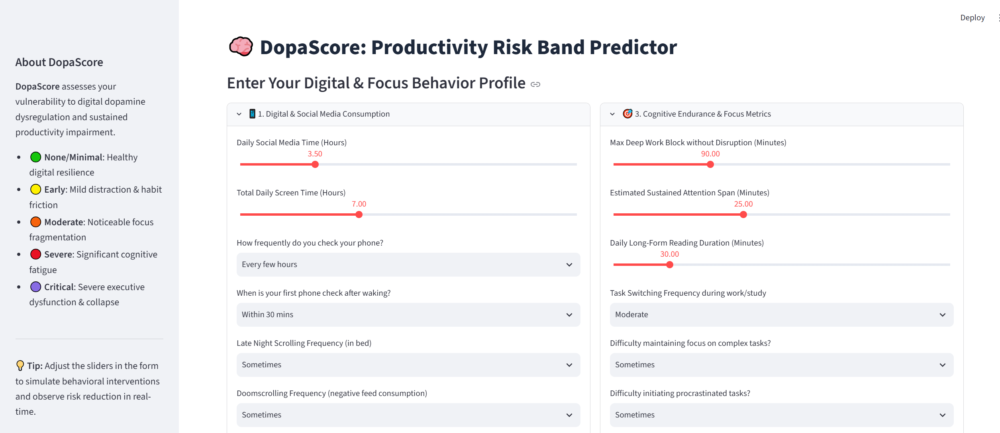 Deploy
About DopaScore
DopaScore assesses your
vulnerability to digital dopamine
dysregulation and sustained
productivity impairment.
None/Minimal: Healthy
digital resilience
Early: Mild distraction & habit
friction
Moderate: Noticeable focus
fragmentation
Severe: Significant cognitive
fatigue
Critical: Severe executive
dysfunction & collapse
Tip: Adjust the sliders in the form
to simulate behavioral interventions
and observe risk reduction in real-
time.
DopaScore: Productivity Risk Band Predictor
Enter Your Digital & Focus Behavior Profile
1. Digital & Social Media Consumption
Daily Social Media Time (Hours)
3.50
Total Daily Screen Time (Hours)
7.00
How frequently do you check your phone?
Every few hours
When is your first phone check after waking?
Within 30 mins
Late Night Scrolling Frequency (in bed)
Sometimes
Doomscrolling Frequency (negative feed consumption)
Sometimes
3. Cognitive Endurance & Focus Metrics
Max Deep Work Block without Disruption (Minutes)
90.00
Estimated Sustained Attention Span (Minutes)
25.00
Daily Long-Form Reading Duration (Minutes)
30.00
Task Switching Frequency during work/study
Moderate
Difficulty maintaining focus on complex tasks?
Sometimes
Difficulty initiating procrastinated tasks?
Sometimes